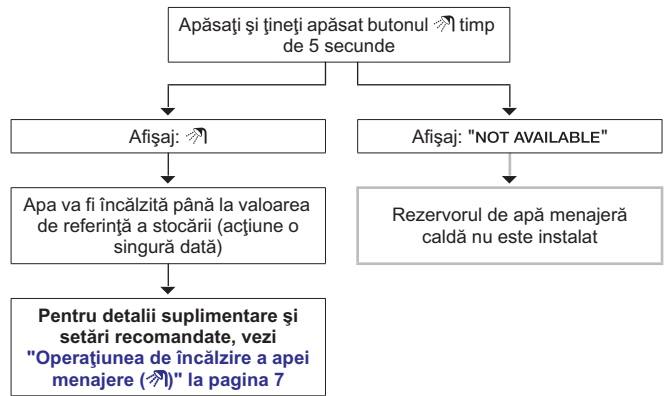 Apăsaţi şi ţineţi apăsat butonul timp
de 5 secunde
Afişaj:
Afişaj: "NOT AVAILABLE"
Apa va fi încălzită până la valoarea
de referinţă a stocării (acţiune o
singură dată)
Rezervorul de apă menajeră
caldă nu este instalat
Pentru detalii suplimentare şi
setări recomandate, vezi
"Operaţiunea de încălzire a apei
menajere ()" la pagina 7